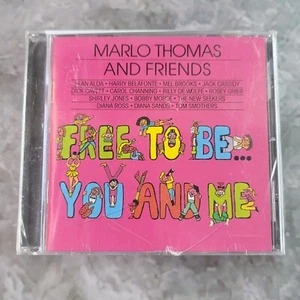 MARLO THOMAS
AND FRIENDS
ALAN ALDA • HARRY BELAFONTE • MEL BROOKS • JACK CASSIDY
DICK CAVETT • CAROL CHANNING • BILLY DE WOLFE • ROSEY GRIER
SHIRLEY JONES • BOBBY MORSE • THE NEW SEEKERS
DIANA ROSS • DIANA SANDS • TOM SMOTHERS
FREE TO BE...
YOU AND ME